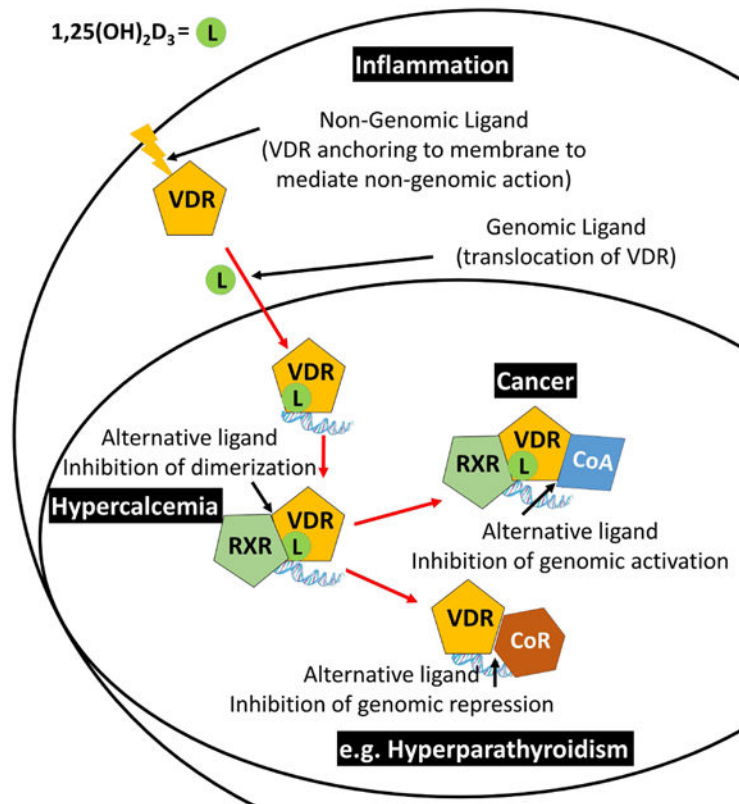 1,25(OH)₂D₃= L
Inflammation
Non-Genomic Ligand
(VDR anchoring to membrane to
mediate non-genomic action)
VDR
Genomic Ligand
(translocation of VDR)
L
VDR
L
Cancer
Alternative ligand
Inhibition of dimerization
VDR
RXR
L
CoA
Hypercalcemia
VDR
RXR
L
Alternative ligand
Inhibition of genomic activation
VDR
CoR
Alternative ligand
Inhibition of genomic repression
e.g. Hyperparathyroidism